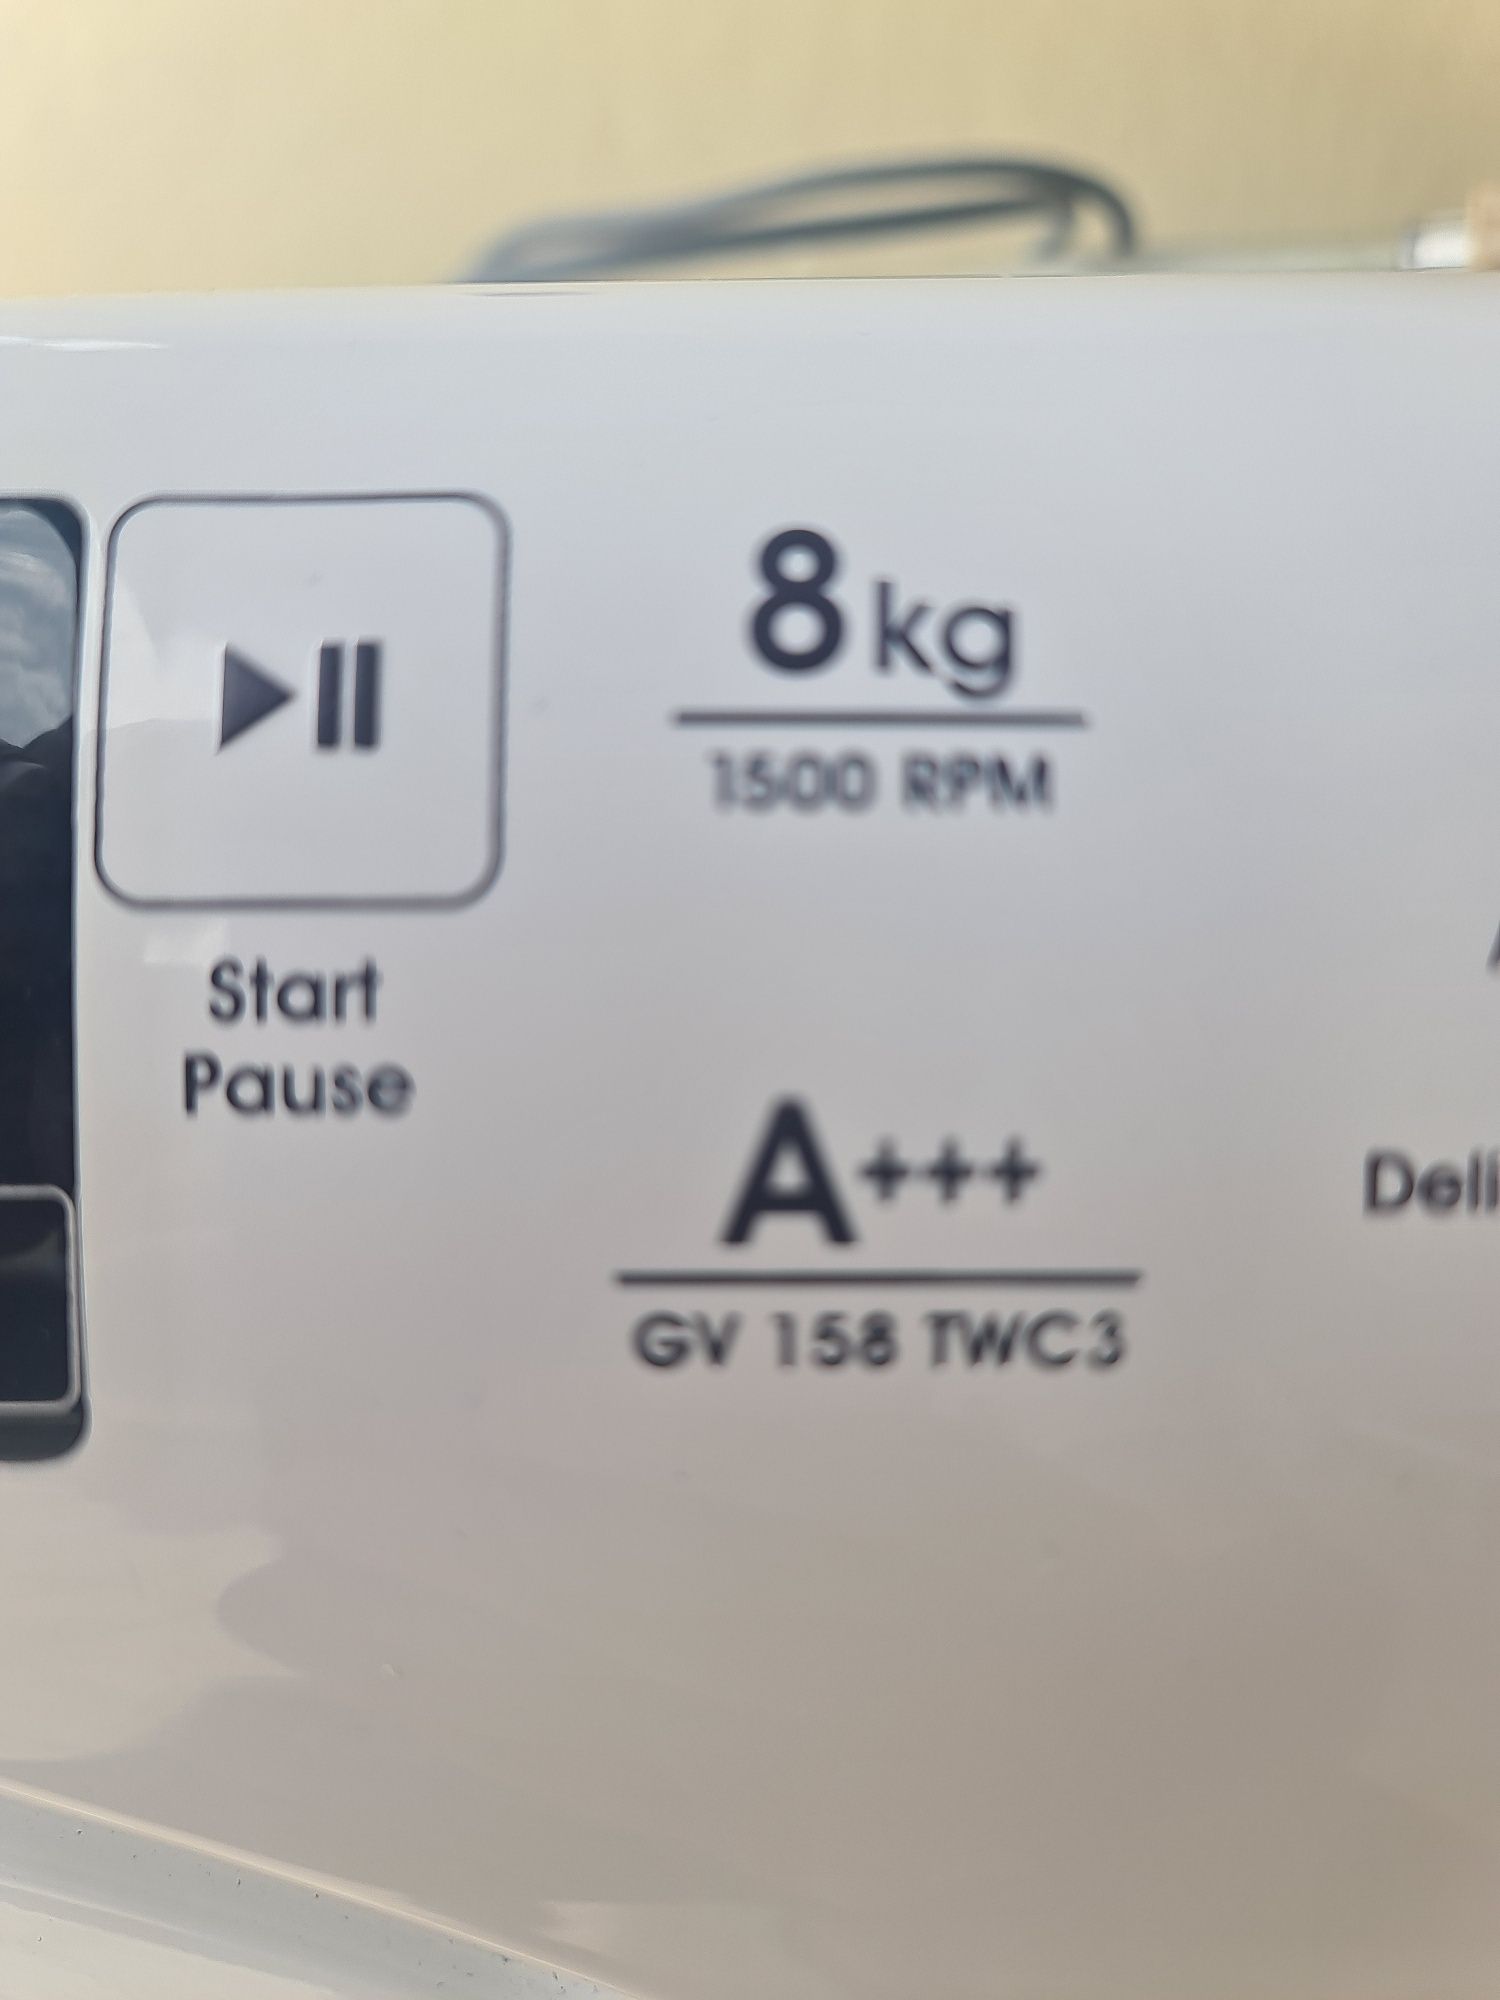 8kg
1500 RPM
Start
Pause
A+++
GV 158 TWC3